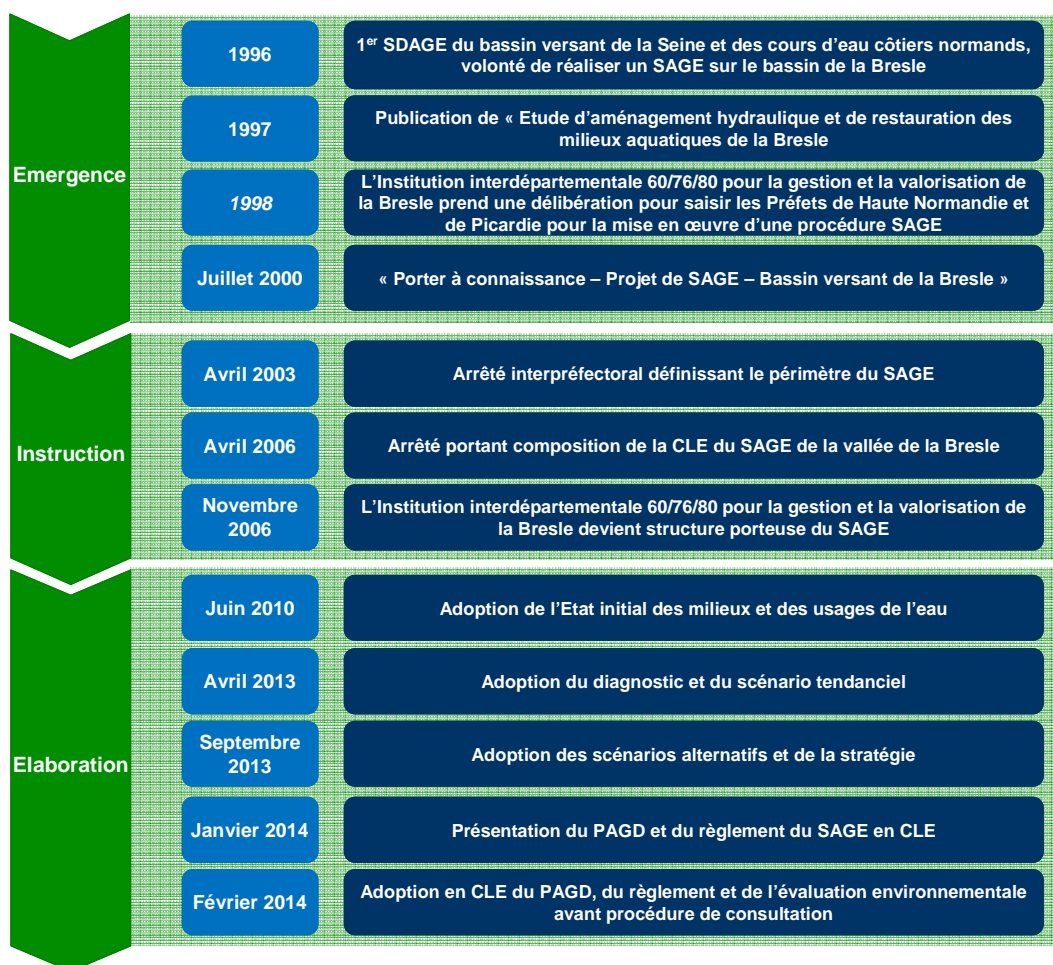 Emergence
1996
1er SDAGE du bassin versant de la Seine et des cours d'eau côtiers normands,
volonté de réaliser un SAGE sur le bassin de la Bresle
1997
Publication de « Etude d'aménagement hydraulique et de restauration des
milieux aquatiques de la Bresle
1998
L'Institution interdépartementale 60/76/80 pour la gestion et la valorisation de
la Bresle prend une délibération pour saisir les Préfets de Haute Normandie et
de Picardie pour la mise en œuvre d'une procédure SAGE
Juillet 2000
« Porter à connaissance – Projet de SAGE – Bassin versant de la Bresle »
Instruction
Avril 2003
Arrêté interpréfectoral définissant le périmètre du SAGE
Avril 2006
Arrêté portant composition de la CLE du SAGE de la vallée de la Bresle
Novembre
2006
L'Institution interdépartementale 60/76/80 pour la gestion et la valorisation de
la Bresle devient structure porteuse du SAGE
Elaboration
Juin 2010
Adoption de l'Etat initial des milieux et des usages de l'eau
Avril 2013
Adoption du diagnostic et du scénario tendanciel
Septembre
2013
Adoption des scénarios alternatifs et de la stratégie
Janvier 2014
Présentation du PAGD et du règlement du SAGE en CLE
Février 2014
Adoption en CLE du PAGD, du règlement et de l'évaluation environnementale
avant procédure de consultation